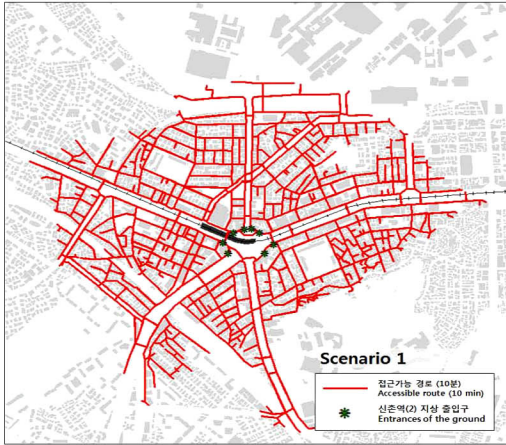 Scenario 1
접근가능 경로 (10분)
Accessible route (10 min)
신촌역(2) 지상 출입구
Entrances of the ground